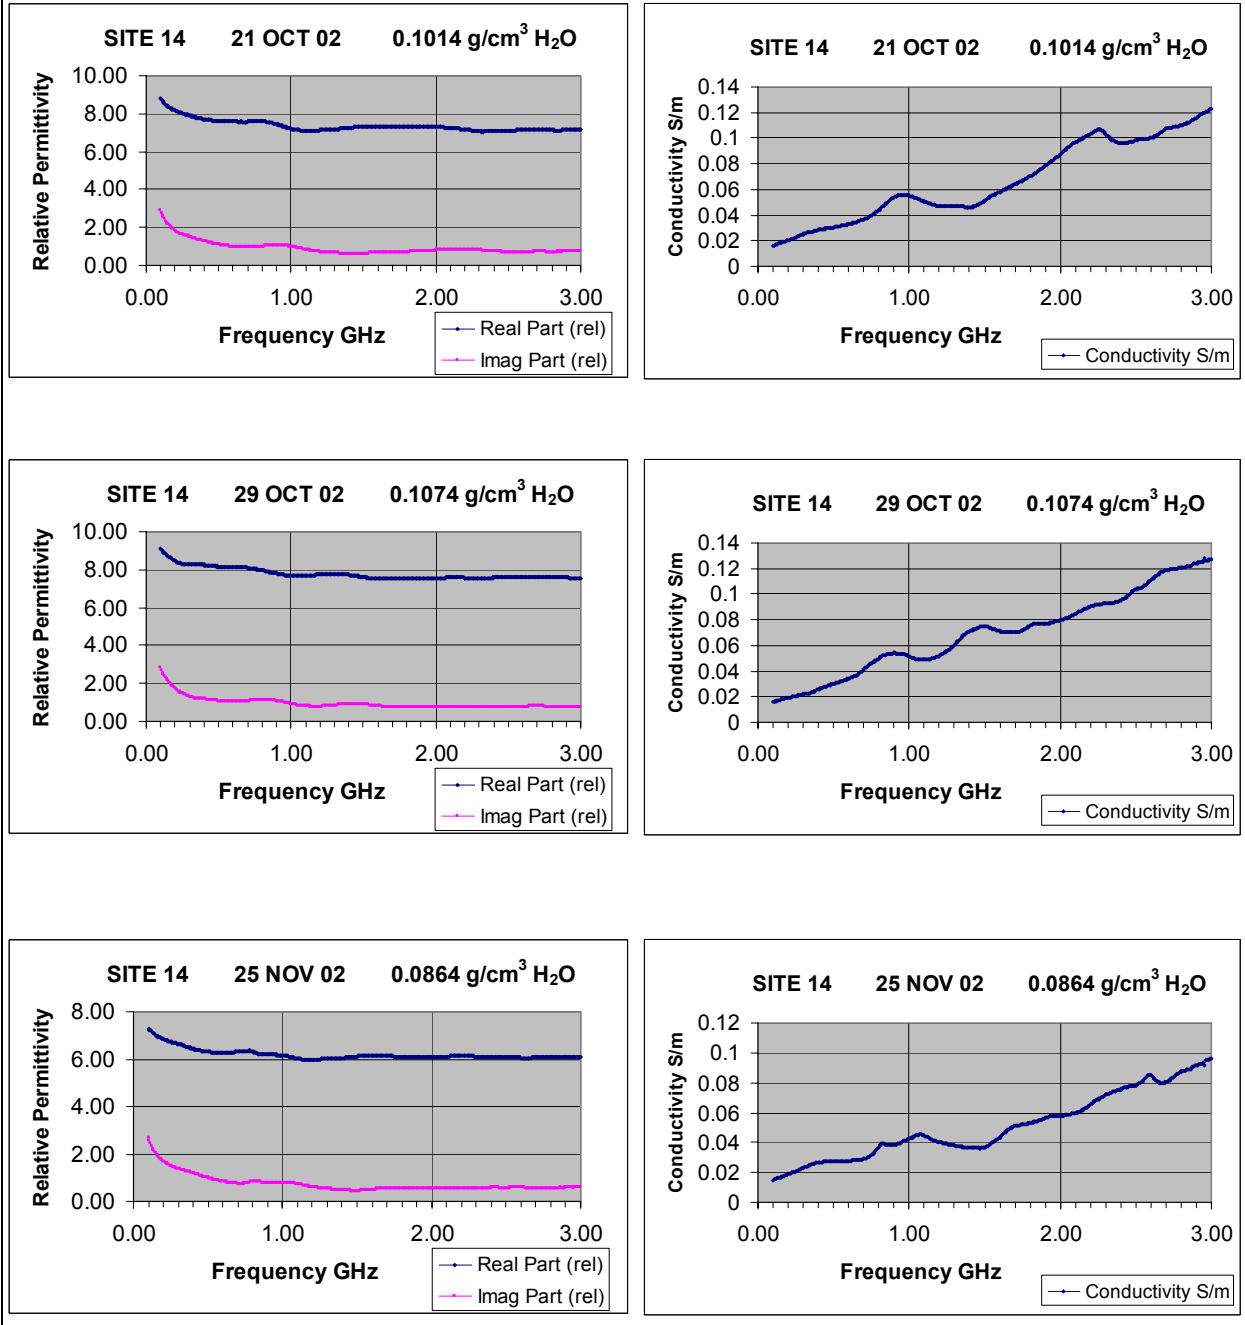 SITE 14 21 OCT 02 0.1014 g/cm³ H₂O
Relative Permittivity
10.00
8.00
6.00
4.00
2.00
0.00
0.00 1.00 2.00 3.00
Frequency GHz
Real Part (rel)
Imag Part (rel)
SITE 14 21 OCT 02 0.1014 g/cm³ H₂O
Conductivity S/m
0.14
0.12
0.1
0.08
0.06
0.04
0.02
0
0.00 1.00 2.00 3.00
Frequency GHz
Conductivity S/m
SITE 14 29 OCT 02 0.1074 g/cm³ H₂O
Relative Permittivity
10.00
8.00
6.00
4.00
2.00
0.00
0.00 1.00 2.00 3.00
Frequency GHz
Real Part (rel)
Imag Part (rel)
SITE 14 29 OCT 02 0.1074 g/cm³ H₂O
Conductivity S/m
0.14
0.12
0.1
0.08
0.06
0.04
0.02
0
0.00 1.00 2.00 3.00
Frequency GHz
Conductivity S/m
SITE 14 25 NOV 02 0.0864 g/cm³ H₂O
Relative Permittivity
8.00
6.00
4.00
2.00
0.00
0.00 1.00 2.00 3.00
Frequency GHz
Real Part (rel)
Imag Part (rel)
SITE 14 25 NOV 02 0.0864 g/cm³ H₂O
Conductivity S/m
0.12
0.1
0.08
0.06
0.04
0.02
0
0.00 1.00 2.00 3.00
Frequency GHz
Conductivity S/m